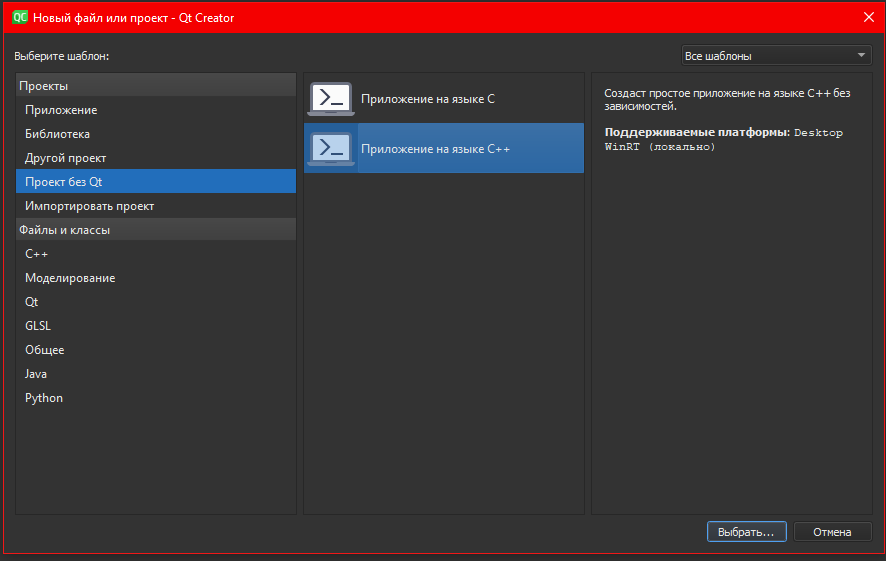 QC Новый файл или проект - Qt Creator
Выберите шаблон:
Все шаблоны
Проекты
Приложение
Библиотека
Другой проект
Проект без Qt
Импортировать проект
Файлы и классы
C++
Моделирование
Qt
GLSL
Общее
Java
Python
Приложение на языке C
Приложение на языке C++
Создаст простое приложение на языке C++ без
зависимостей.
Поддерживаемые платформы: Desktop
WinRT (локально)
Выбрать...
Отмена